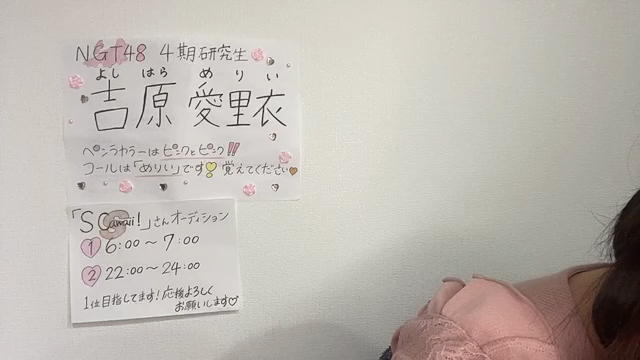 NGT48 4期研究生
よし はら め り い
吉原 愛里衣
ペンラカラーはピンクとピンク!!
コールは「めりい」です! 覚えてください
「S Cawaii!」さんオーディション
1 6:00〜7:00
2 22:00〜24:00
1位目指してます!応援よろしく
お願いします♡